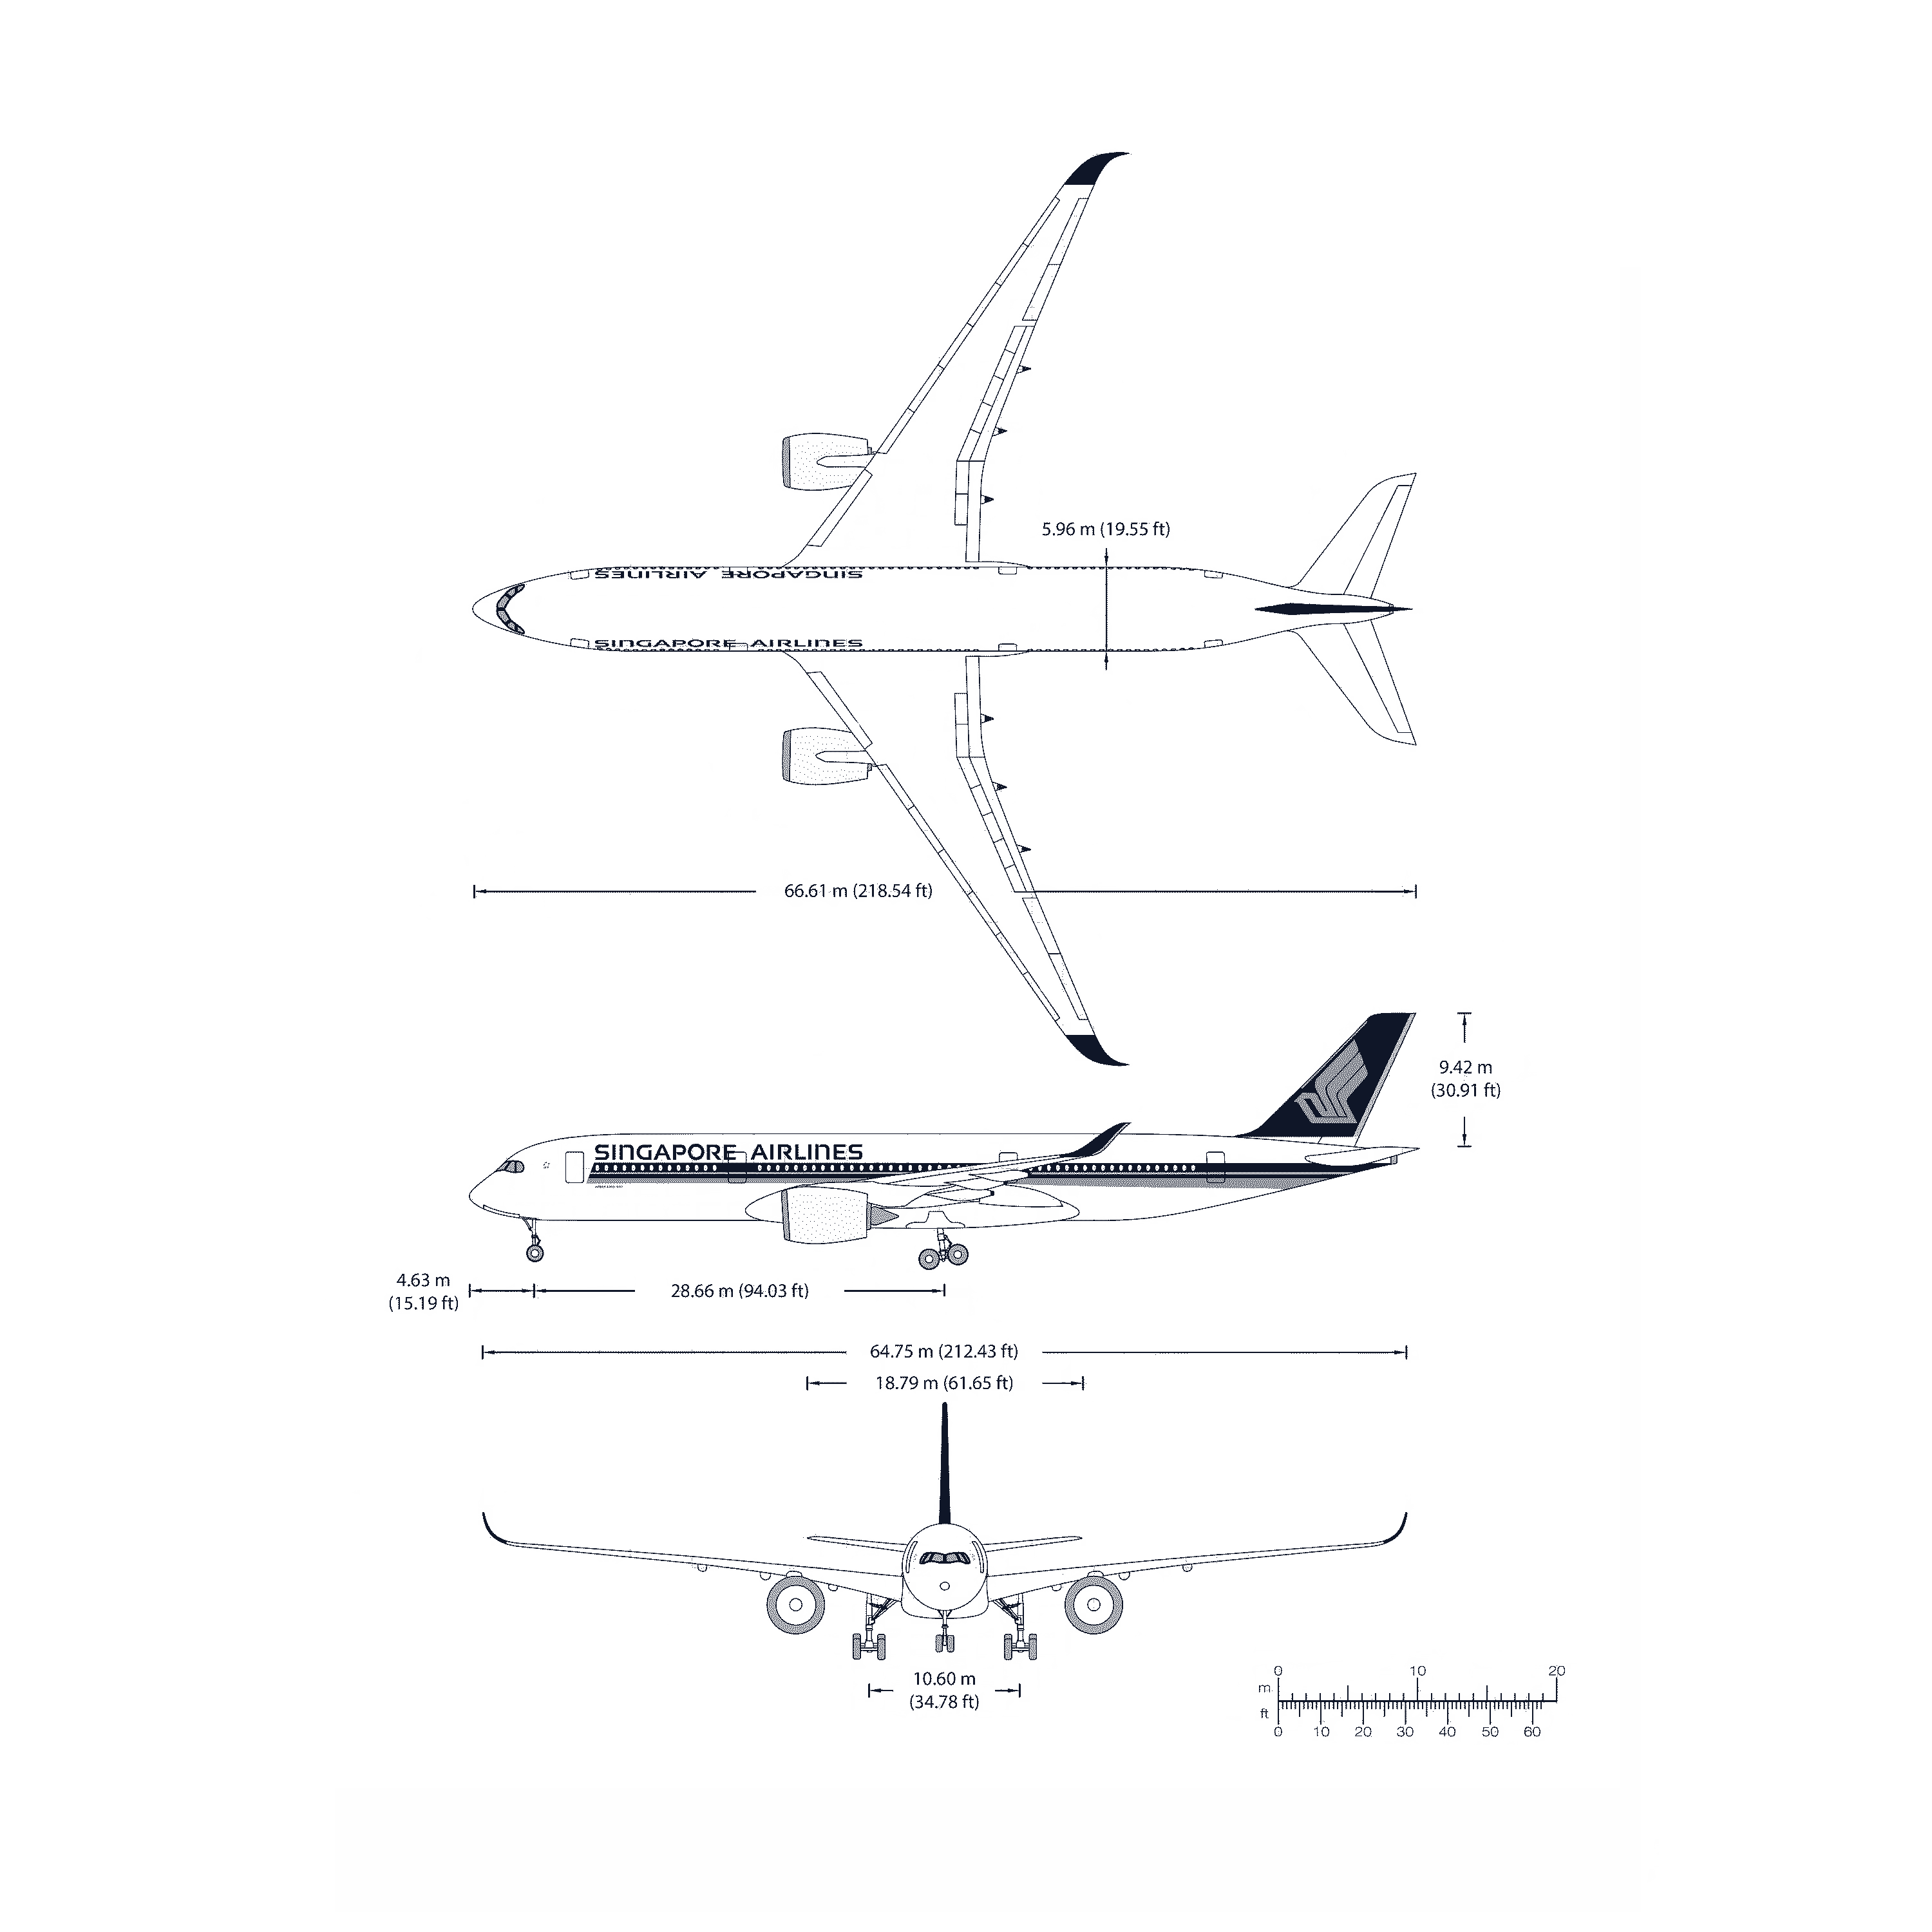 5.96 m (19.55 ft)
SINGAPORE AIRLINES
SINGAPORE AIRLINES
66.61 m (218.54 ft)
9.42 m
(30.91 ft)
SINGAPORE AIRLINES
4.63 m
(15.19 ft)
28.66 m (94.03 ft)
64.75 m (212.43 ft)
18.79 m (61.65 ft)
10.60 m
(34.78 ft)
0 10 20
m
ft
0 10 20 30 40 50 60